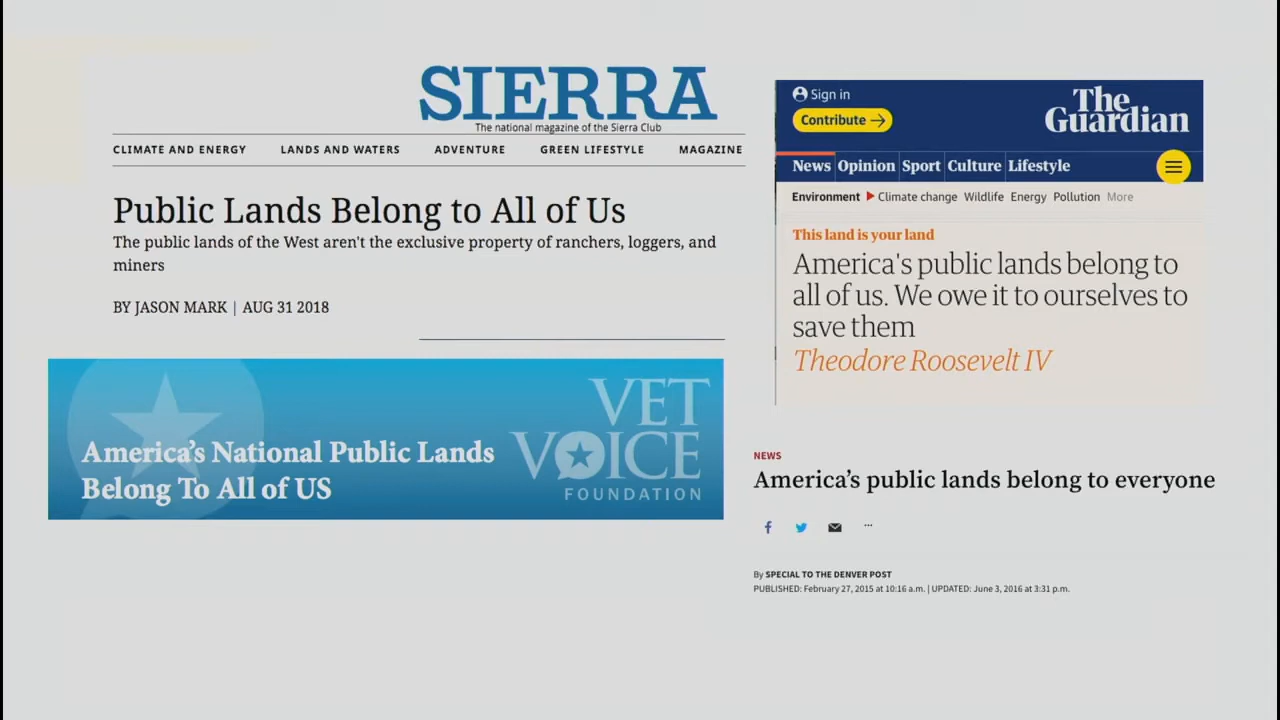 SIERRA
The national magazine of the Sierra Club
CLIMATE AND ENERGY LANDS AND WATERS ADVENTURE GREEN LIFESTYLE MAGAZINE
Public Lands Belong to All of Us
The public lands of the West aren't the exclusive property of ranchers, loggers, and
miners
BY JASON MARK | AUG 31 2018
America's National Public Lands
Belong To All of US
VET
VOICE
FOUNDATION
Sign in
Contribute →
The
Guardian
News Opinion Sport Culture Lifestyle
Environment Climate change Wildlife Energy Pollution More
This land is your land
America's public lands belong to
all of us. We owe it to ourselves to
save them
Theodore Roosevelt IV
NEWS
America’s public lands belong to everyone
...
By SPECIAL TO THE DENVER POST
PUBLISHED: February 27, 2015 at 10:16 a.m. | UPDATED: June 3, 2016 at 3:31 p.m.